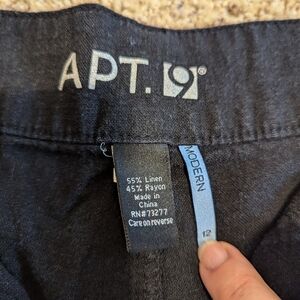 APT. 9®
55% Linen
45% Rayon
Made in
China
RN#73277
Care on reverse
MODERN
12